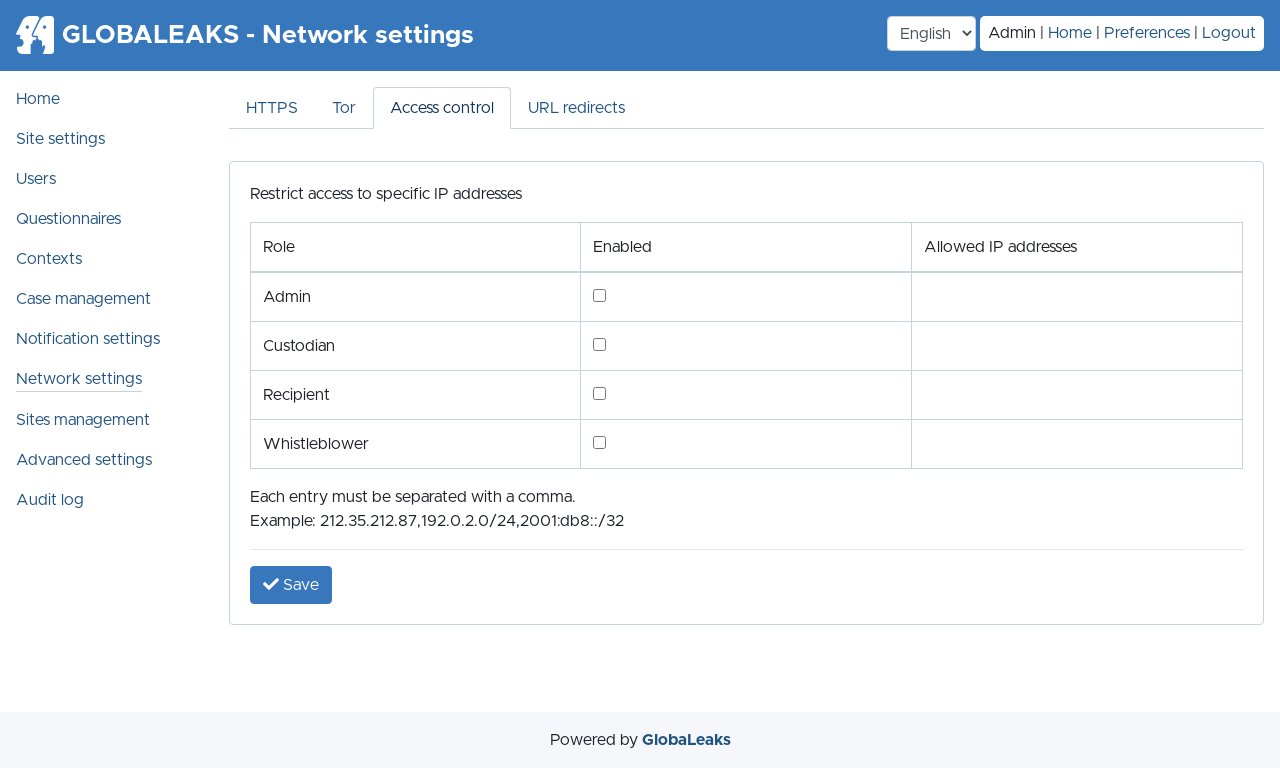 GLOBALEAKS - Network settings
English
Admin | Home | Preferences | Logout
Home
Site settings
Users
Questionnaires
Contexts
Case management
Notification settings
Network settings
Sites management
Advanced settings
Audit log
HTTPS Tor Access control URL redirects
Restrict access to specific IP addresses
Role Enabled Allowed IP addresses
Admin
Custodian
Recipient
Whistleblower
Each entry must be separated with a comma.
Example: 212.35.212.87,192.0.2.0/24,2001:db8::/32
Save
Powered by GlobaLeaks